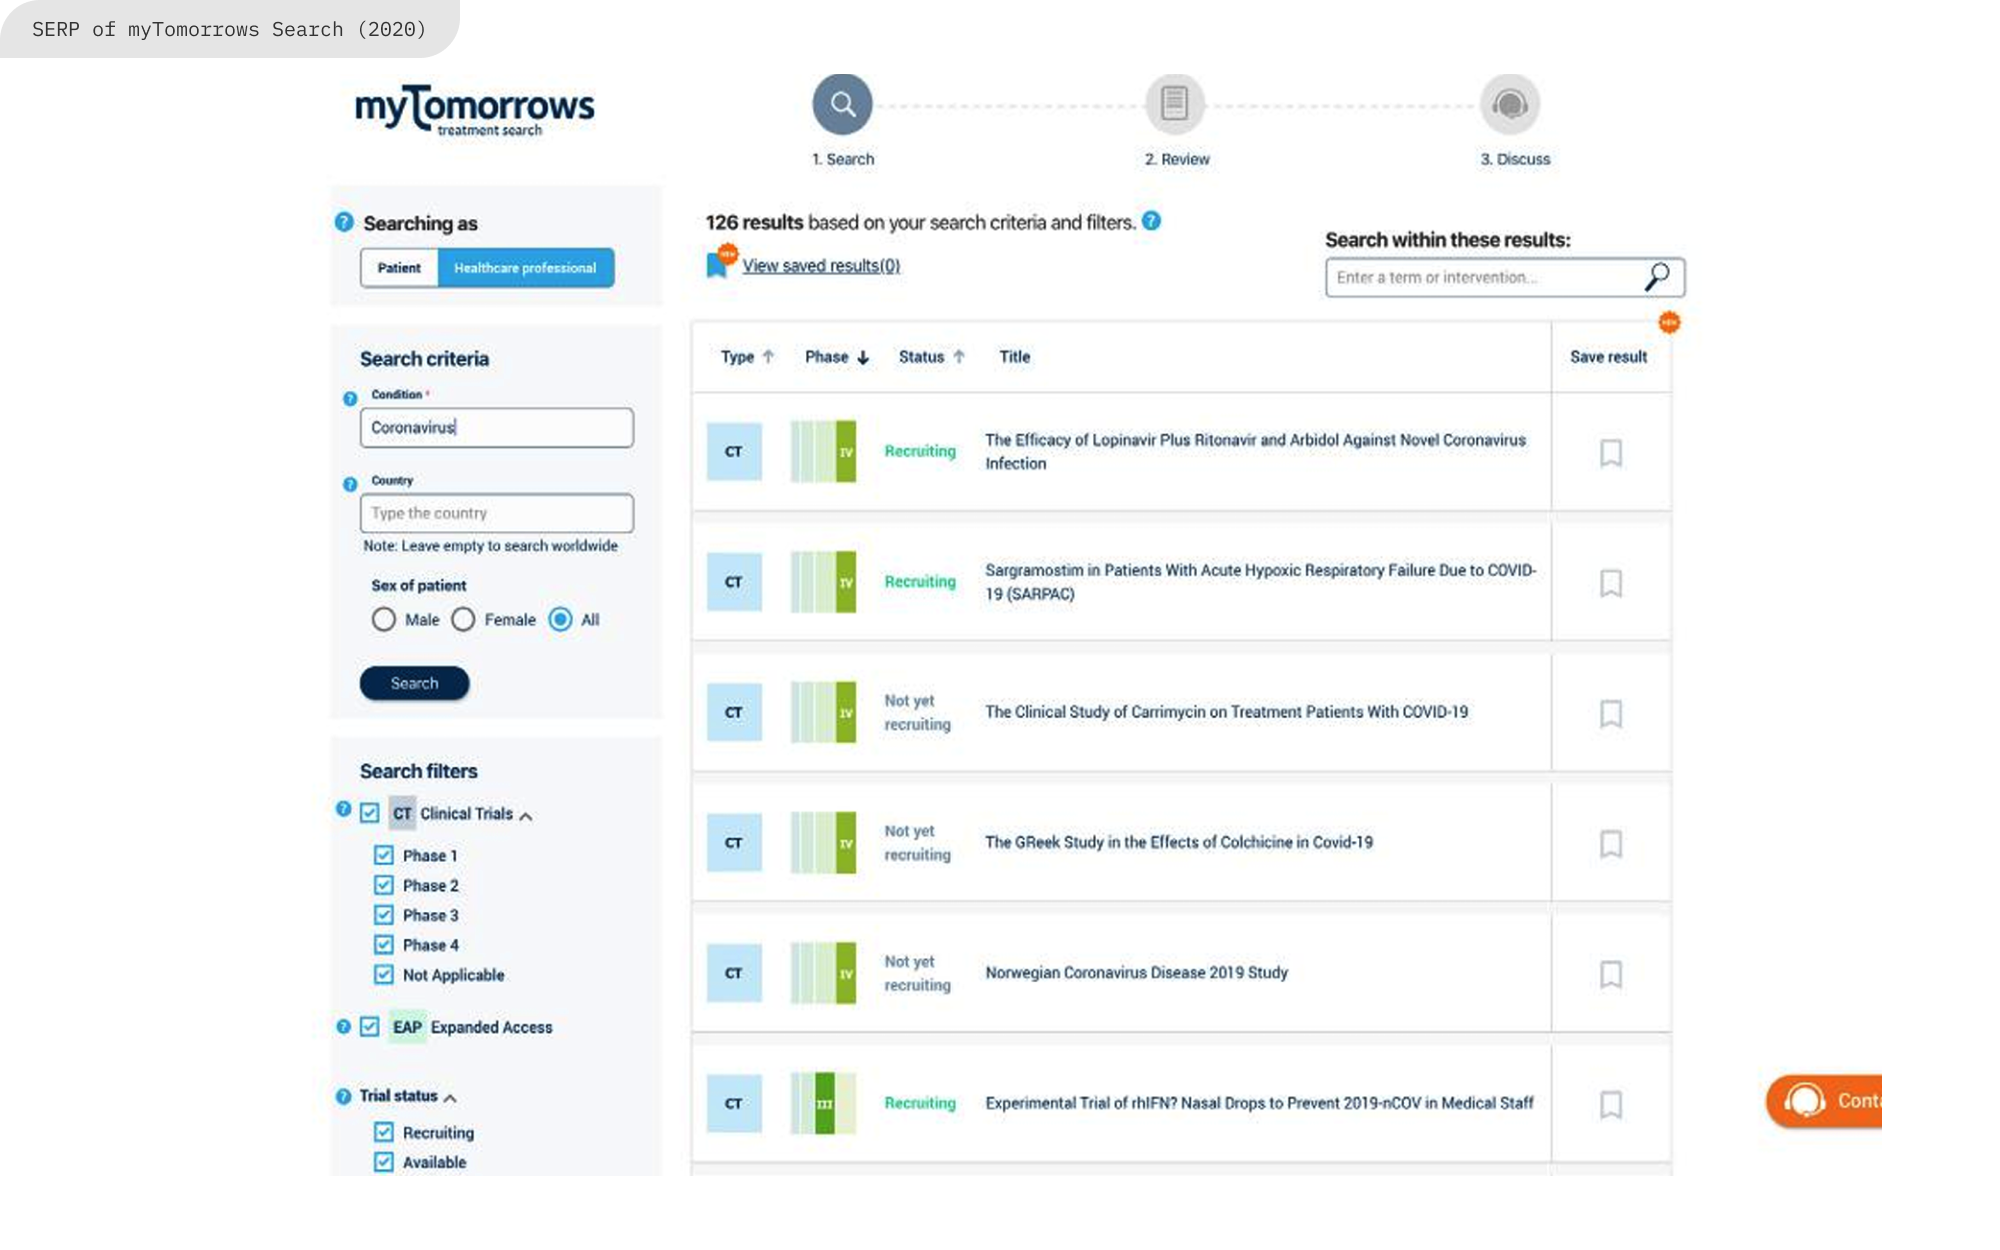 SERP of myTomorrows Search (2020)
myTomorrows
treatment search
1. Search
2. Review
3. Discuss
? Searching as
Patient
Healthcare professional
126 results based on your search criteria and filters. ?
NEW
View saved results(0)
Search within these results:
Enter a term or intervention...
NEW
Search criteria
? Condition *
Coronavirus
? Country
Type the country
Note: Leave empty to search worldwide
Sex of patient
Male
Female
All
Search
Search filters
? CT Clinical Trials
Phase 1
Phase 2
Phase 3
Phase 4
Not Applicable
? EAP Expanded Access
? Trial status
Recruiting
Available
Type ↑ Phase ↓ Status ↑ Title Save result
CT IV Recruiting The Efficacy of Lopinavir Plus Ritonavir and Arbidol Against Novel Coronavirus
Infection
CT IV Recruiting Sargramostim in Patients With Acute Hypoxic Respiratory Failure Due to COVID-
19 (SARPAC)
CT IV Not yet
recruiting
The Clinical Study of Carrimycin on Treatment Patients With COVID-19
CT IV Not yet
recruiting
The GReek Study in the Effects of Colchicine in Covid-19
CT IV Not yet
recruiting
Norwegian Coronavirus Disease 2019 Study
CT III Recruiting Experimental Trial of rhIFN? Nasal Drops to Prevent 2019-nCOV in Medical Staff
Conta